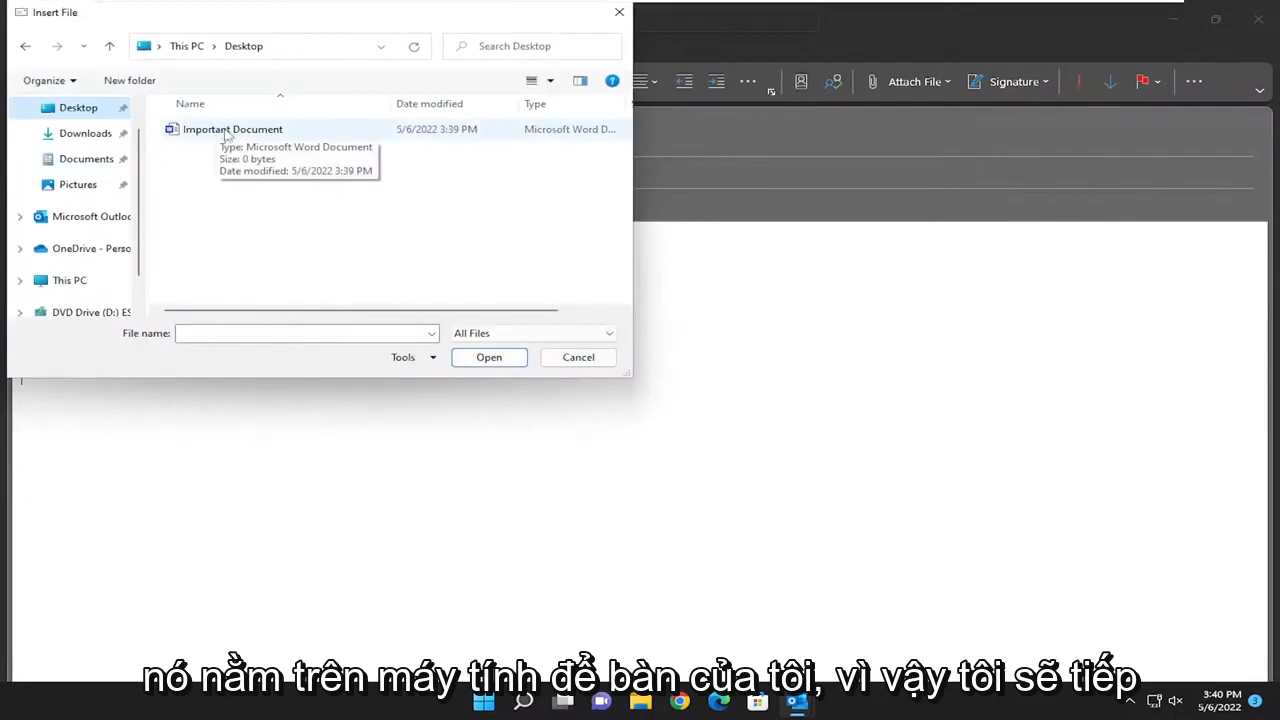 Insert File
This PC > Desktop
Search Desktop
Organize
New folder
Attach File
Signature
Name
Date modified
Type
Desktop
Important Document
5/6/2022 3:39 PM
Microsoft Word D...
Downloads
Type: Microsoft Word Document
Documents
Size: 0 bytes
Date modified: 5/6/2022 3:39 PM
Pictures
Microsoft Outloo
OneDrive - Perso
This PC
DVD Drive (D:) ES
File name:
All Files
Tools
Open
Cancel
nó nằm trên máy tính để bàn của tôi, vì vậy tôi sẽ tiếp
3:40 PM
5/6/2022
3